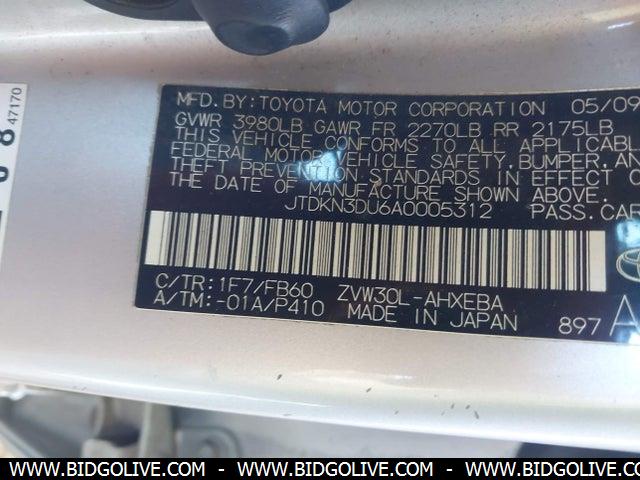 MFD. BY: TOYOTA MOTOR CORPORATION 05/09
GVWR 3980LB GAWR FR 2270LB RR 2175LB
THIS VEHICLE CONFORMS TO ALL APPLICABLE
FEDERAL MOTOR VEHICLE SAFETY, BUMPER, AN
THEFT PREVENTION STANDARDS IN EFFECT O
THE DATE OF MANUFACTURE SHOWN ABOVE.
JTDKN3DU6A0005312 PASS.CAR
C/TR: 1F7/FB60 ZVW30L-AHXEBA
A/TM: -01A/P410 MADE IN JAPAN 897 A
47170
WWW.BIDGOLIVE.COM - WWW.BIDGOLIVE.COM - WWW.BIDGOLIVE.COM